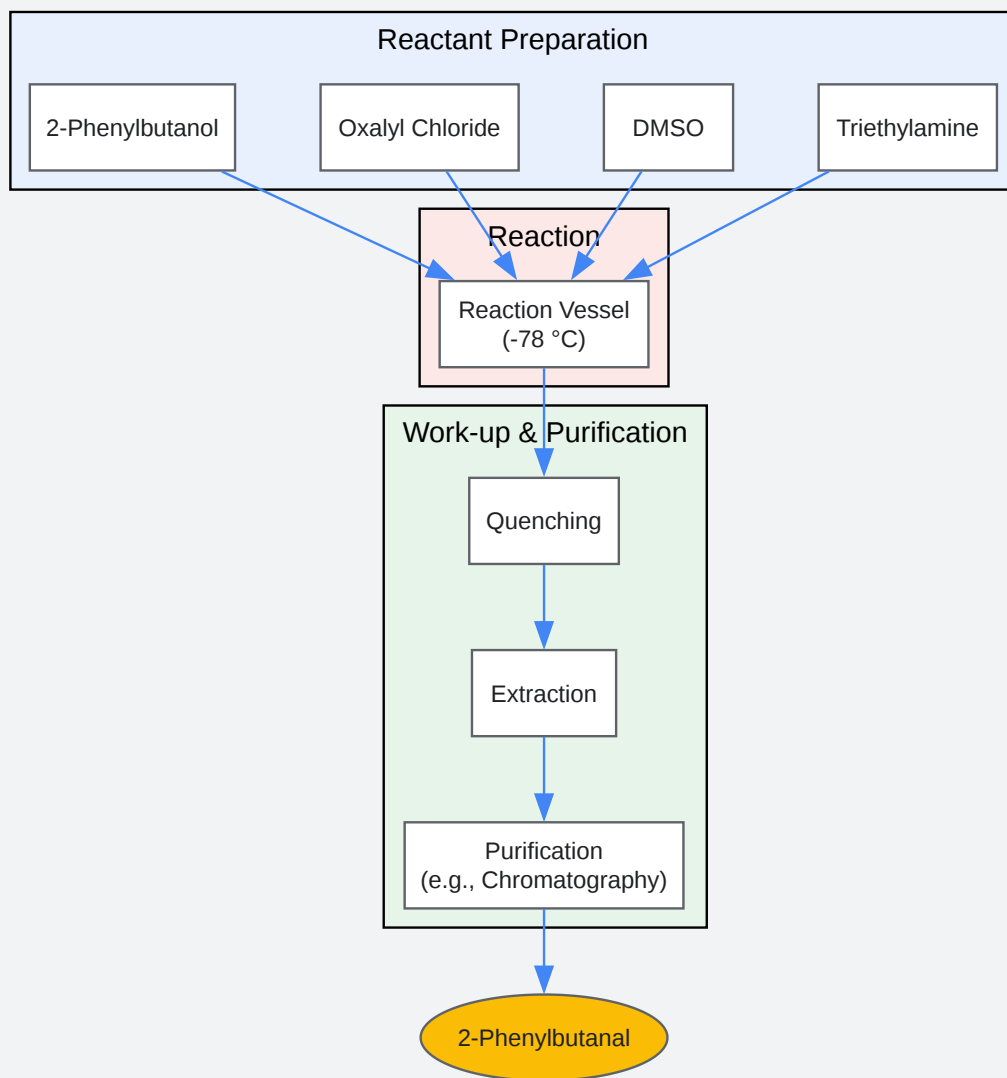 Reactant Preparation
2-Phenylbutanol
Oxalyl Chloride
DMSO
Triethylamine
Reaction
Reaction Vessel
(-78 °C)
Work-up & Purification
Quenching
Extraction
Purification
(e.g., Chromatography)
2-Phenylbutanal